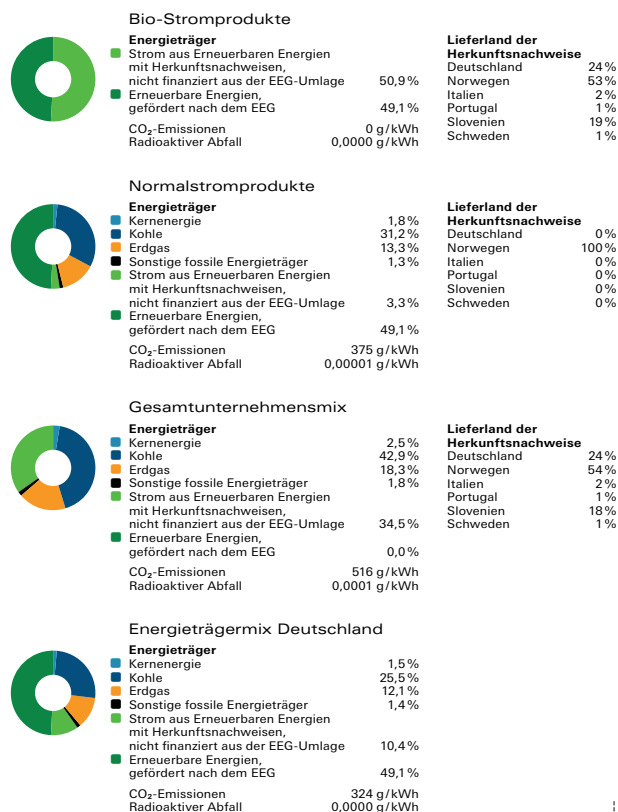 Bio-Stromprodukte
Energieträger
Strom aus Erneuerbaren Energien
mit Herkunftsnachweisen,
nicht finanziert aus der EEG-Umlage 50,9 %
Erneuerbare Energien,
gefördert nach dem EEG 49,1 %
CO₂-Emissionen 0 g/kWh
Radioaktiver Abfall 0,0000 g/kWh
Lieferland der
Herkunftsnachweise
Deutschland 24 %
Norwegen 53 %
Italien 2 %
Portugal 1 %
Slovenien 19 %
Schweden 1 %
Normalstromprodukte
Energieträger
Kernenergie 1,8 %
Kohle 31,2 %
Erdgas 13,3 %
Sonstige fossile Energieträger 1,3 %
Strom aus Erneuerbaren Energien
mit Herkunftsnachweisen,
nicht finanziert aus der EEG-Umlage 3,3 %
Erneuerbare Energien,
gefördert nach dem EEG 49,1 %
CO₂-Emissionen 375 g/kWh
Radioaktiver Abfall 0,00001 g/kWh
Lieferland der
Herkunftsnachweise
Deutschland 0 %
Norwegen 100 %
Italien 0 %
Portugal 0 %
Slovenien 0 %
Schweden 0 %
Gesamtunternehmensmix
Energieträger
Kernenergie 2,5 %
Kohle 42,9 %
Erdgas 18,3 %
Sonstige fossile Energieträger 1,8 %
Strom aus Erneuerbaren Energien
mit Herkunftsnachweisen,
nicht finanziert aus der EEG-Umlage 34,5 %
Erneuerbare Energien,
gefördert nach dem EEG 0,0 %
CO₂-Emissionen 516 g/kWh
Radioaktiver Abfall 0,0001 g/kWh
Lieferland der
Herkunftsnachweise
Deutschland 24 %
Norwegen 54 %
Italien 2 %
Portugal 1 %
Slovenien 18 %
Schweden 1 %
Energieträgermix Deutschland
Energieträger
Kernenergie 1,5 %
Kohle 25,5 %
Erdgas 12,1 %
Sonstige fossile Energieträger 1,4 %
Strom aus Erneuerbaren Energien
mit Herkunftsnachweisen,
nicht finanziert aus der EEG-Umlage 10,4 %
Erneuerbare Energien,
gefördert nach dem EEG 49,1 %
CO₂-Emissionen 324 g/kWh
Radioaktiver Abfall 0,0000 g/kWh